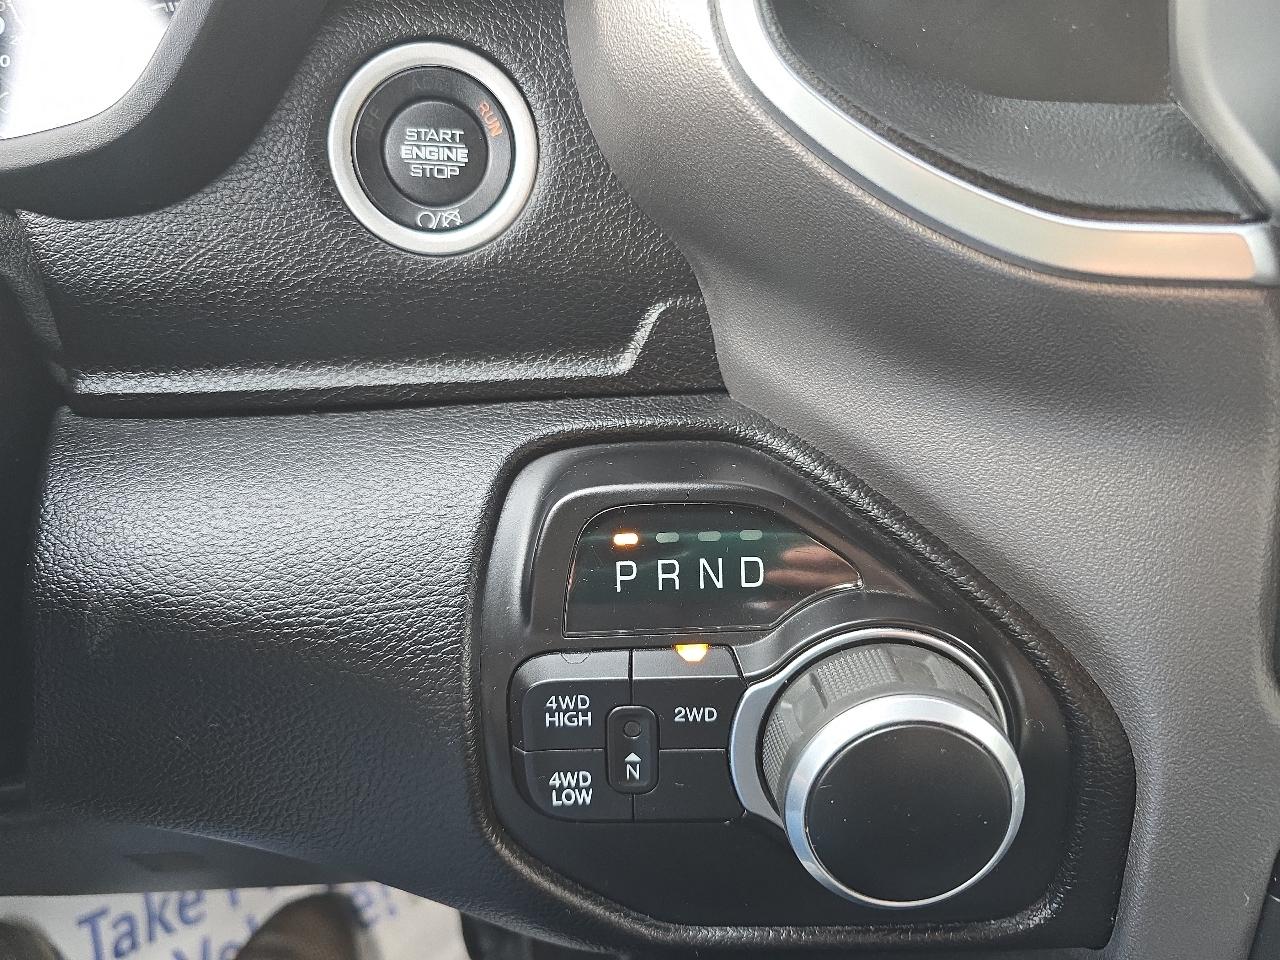 RUN
START
ENGINE
STOP
P R N D
4WD
HIGH
2WD
4WD
LOW
N
Take